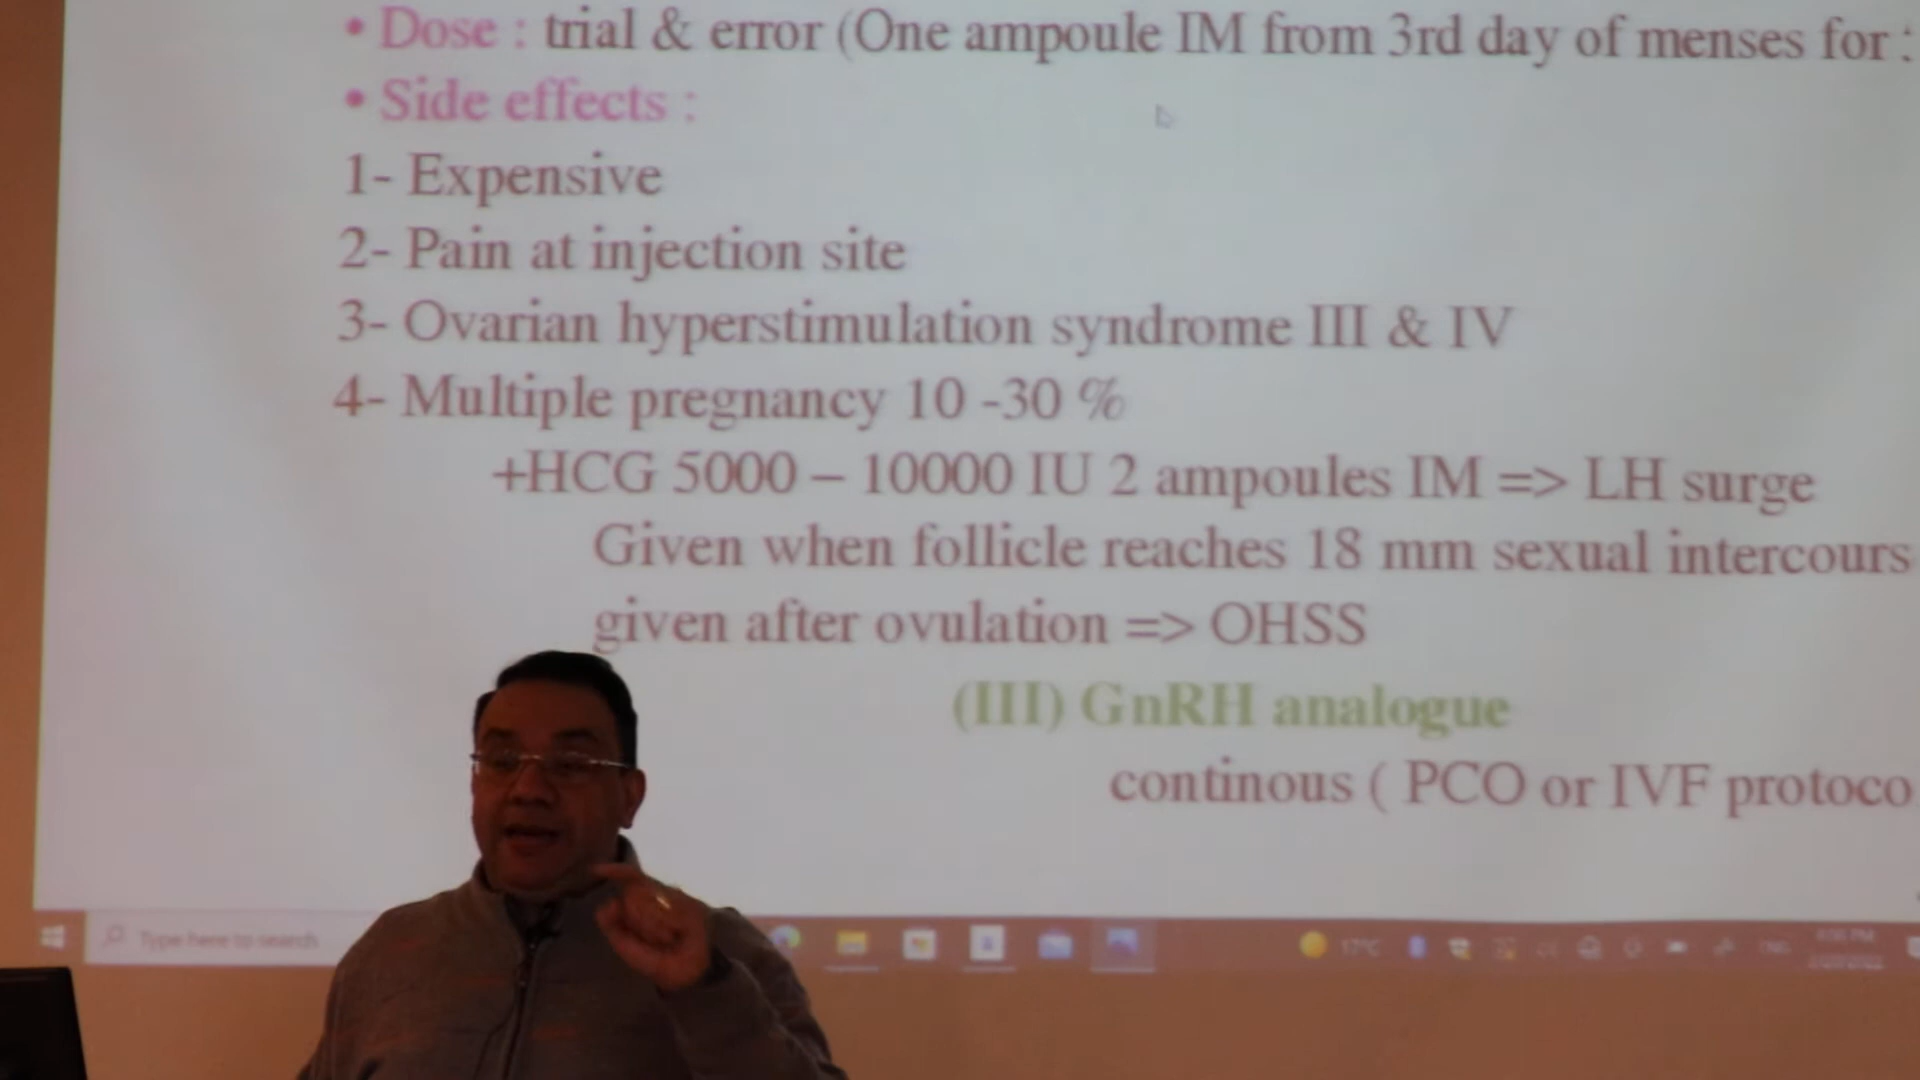 • Dose : trial & error (One ampoule IM from 3rd day of menses for :
• Side effects :
1- Expensive
2- Pain at injection site
3- Ovarian hyperstimulation syndrome III & IV
4- Multiple pregnancy 10 -30 %
+HCG 5000 – 10000 IU 2 ampoules IM => LH surge
Given when follicle reaches 18 mm sexual intercours
given after ovulation => OHSS
(III) GnRH analogue
continous ( PCO or IVF protoco
Type here to search
17°C
ENG